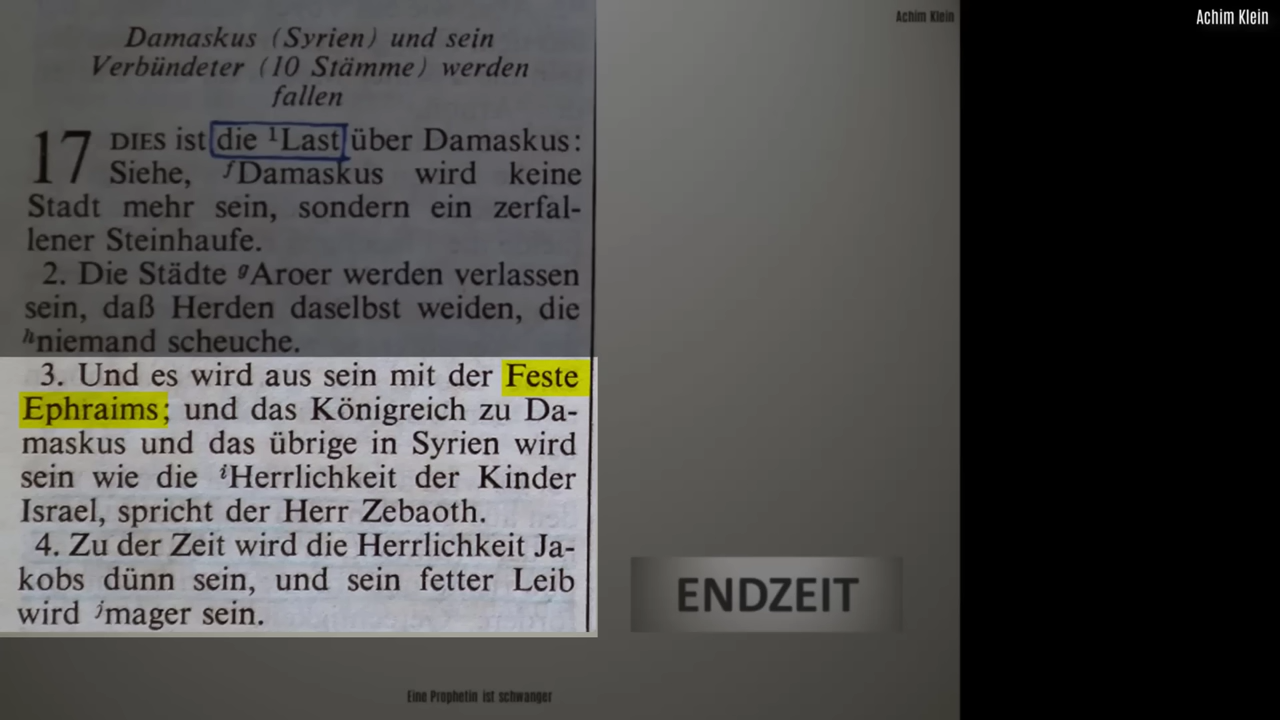 Achim Klein
Achim Klein
Damaskus (Syrien) und sein
Verbündeter (10 Stämme) werden
fallen
17 DIES ist die ¹Last über Damaskus:
Siehe, ᶠDamaskus wird keine
Stadt mehr sein, sondern ein zerfal-
lener Steinhaufe.
2. Die Städte ᵍAroer werden verlassen
sein, daß Herden daselbst weiden, die
ʰniemand scheuche.
3. Und es wird aus sein mit der Feste
Ephraims; und das Königreich zu Da-
maskus und das übrige in Syrien wird
sein wie die ⁱHerrlichkeit der Kinder
Israel, spricht der Herr Zebaoth.
4. Zu der Zeit wird die Herrlichkeit Ja-
kobs dünn sein, und sein fetter Leib
wird ʲmager sein.
ENDZEIT
Eine Prophetin ist schwanger